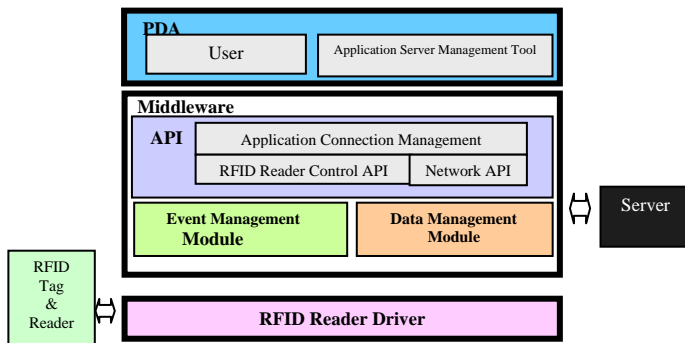 PDA
User
Application Server Management Tool
Middleware
API
Application Connection Management
RFID Reader Control API
Network API
Event Management
Module
Data Management
Module
Server
RFID
Tag
&
Reader
RFID Reader Driver